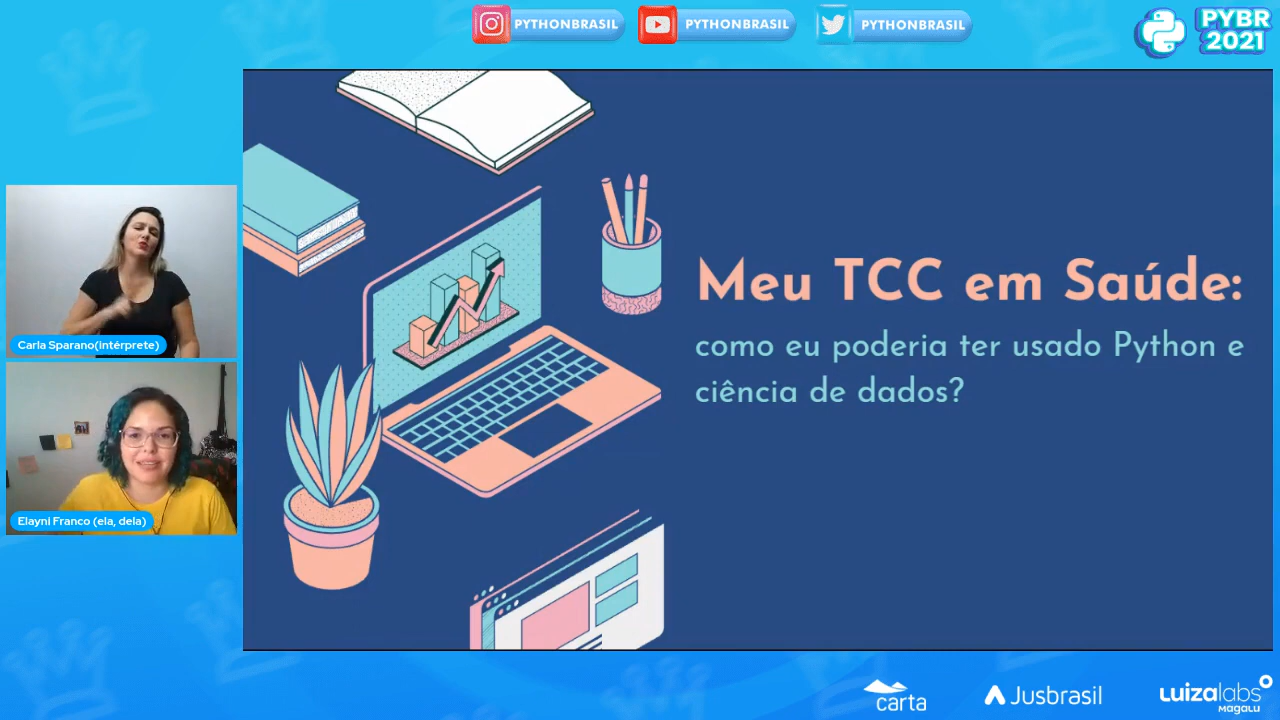 PYTHONBRASIL
PYTHONBRASIL
PYTHONBRASIL
PYBR
2021
Carla Sparano(intérprete)
Elayni Franco (ela, dela)
Meu TCC em Saúde:
como eu poderia ter usado Python e
ciência de dados?
carta
Jusbrasil
LUIZAlabs
MAGALU